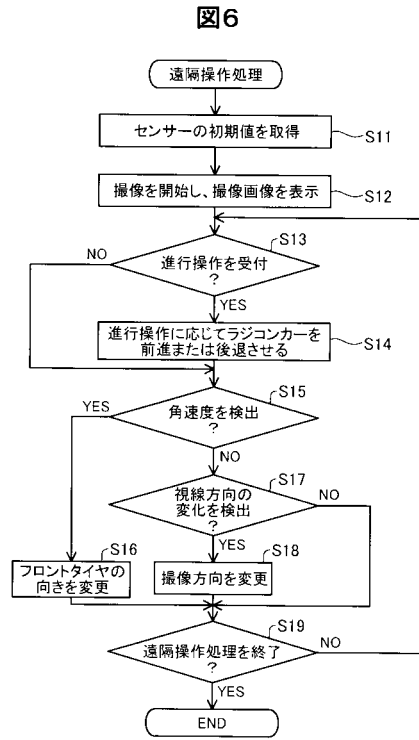 図6
遠隔操作処理
センサーの初期値を取得
S11
撮像を開始し、撮像画像を表示
S12
S13
進行操作を受付
?
NO
YES
進行操作に応じてラジコンカーを
前進または後退させる
S14
S15
YES
角速度を検出
?
NO
S17
視線方向の
変化を検出
?
NO
YES
S16
フロントタイヤの
向きを変更
S18
撮像方向を変更
S19
遠隔操作処理を終了
?
NO
YES
END